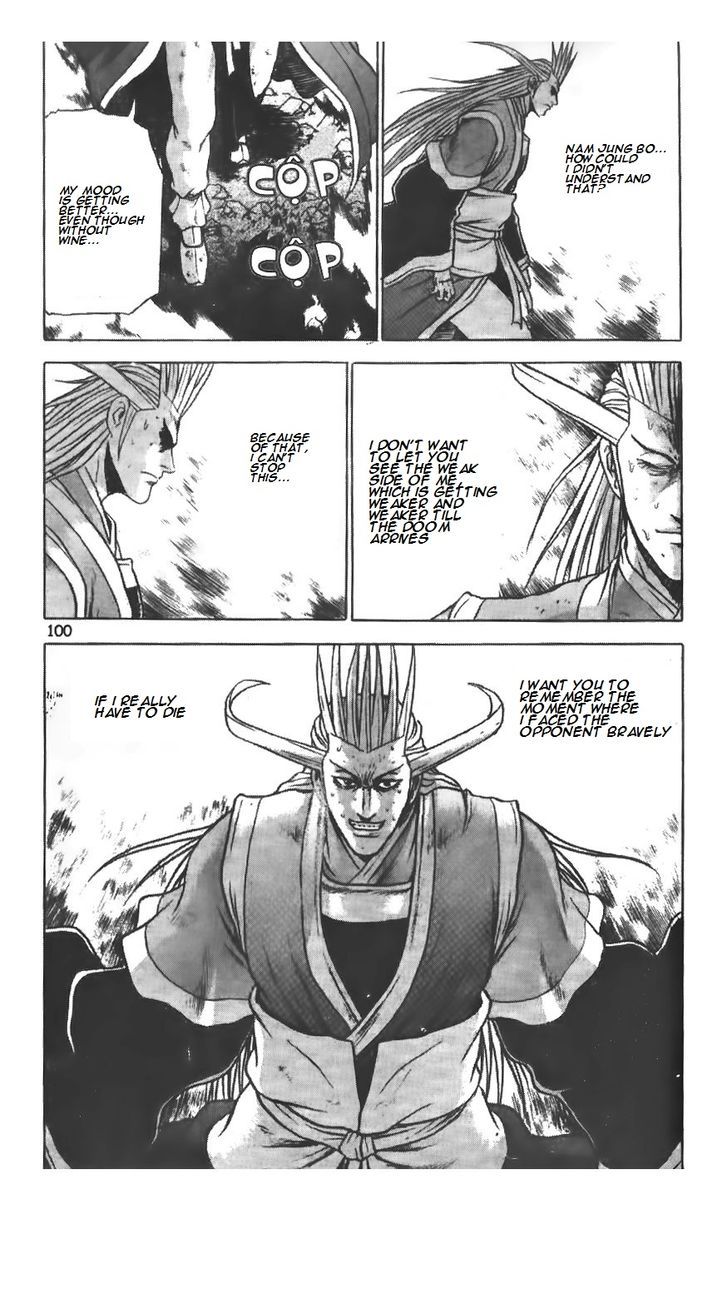 MY MOOD
IS GETTING
BETTER...
EVEN THOUGH
WITHOUT
WINE...
CỘP
CỘP
NAM JUNG BO...
HOW COULD
I DIDN'T
UNDERSTAND
THAT?
BECAUSE
OF THAT,
I CAN'T
STOP
THIS...
I DON'T WANT
TO LET YOU
SEE THE WEAK
SIDE OF ME,
WHICH IS GETTING
WEAKER AND
WEAKER TILL
THE DOOM
ARRIVES
100
IF I REALLY
HAVE TO DIE
I WANT YOU TO
REMEMBER THE
MOMENT WHERE
I FACED THE
OPPONENT BRAVELY